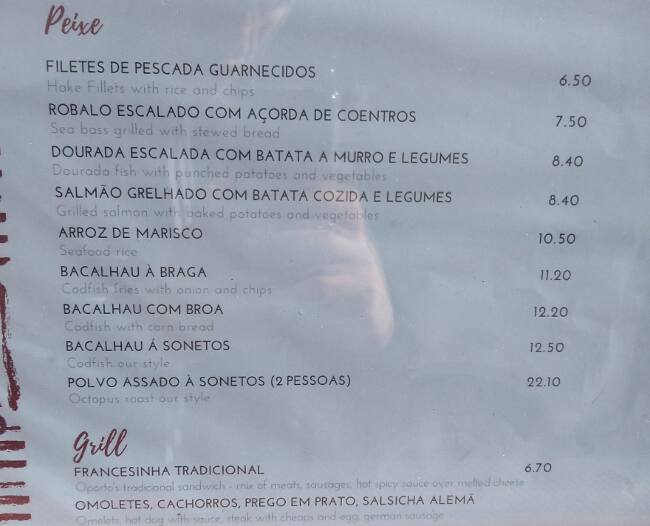 Peixe
FILETES DE PESCADA GUARNECIDOS 6.50
Hake Fillets with rice and chips
ROBALO ESCALADO COM AÇORDA DE COENTROS 7.50
Sea bass grilled with stewed bread
DOURADA ESCALADA COM BATATA A MURRO E LEGUMES 8.40
Dourada fish with punched potatoes and vegetables
SALMÃO GRELHADO COM BATATA COZIDA E LEGUMES 8.40
Grilled salmon with baked potatoes and vegetables
ARROZ DE MARISCO 10.50
Seafood rice
BACALHAU À BRAGA 11.20
Codfish fries with onion and chips
BACALHAU COM BROA 12.20
Codfish with corn bread
BACALHAU Á SONETOS 12.50
Codfish our style
POLVO ASSADO À SONETOS (2 PESSOAS) 22.10
Octopus roast our style
Grill
FRANCESINHA TRADICIONAL 6.70
Oporto's tradicional sandwich - mix of meats, sausages, hot spicy sauce over melted cheese
OMOLETES, CACHORROS, PREGO EM PRATO, SALSICHA ALEMÃ
Omelets, hot dog with sauce, steak with cheaps and egg, german sausage